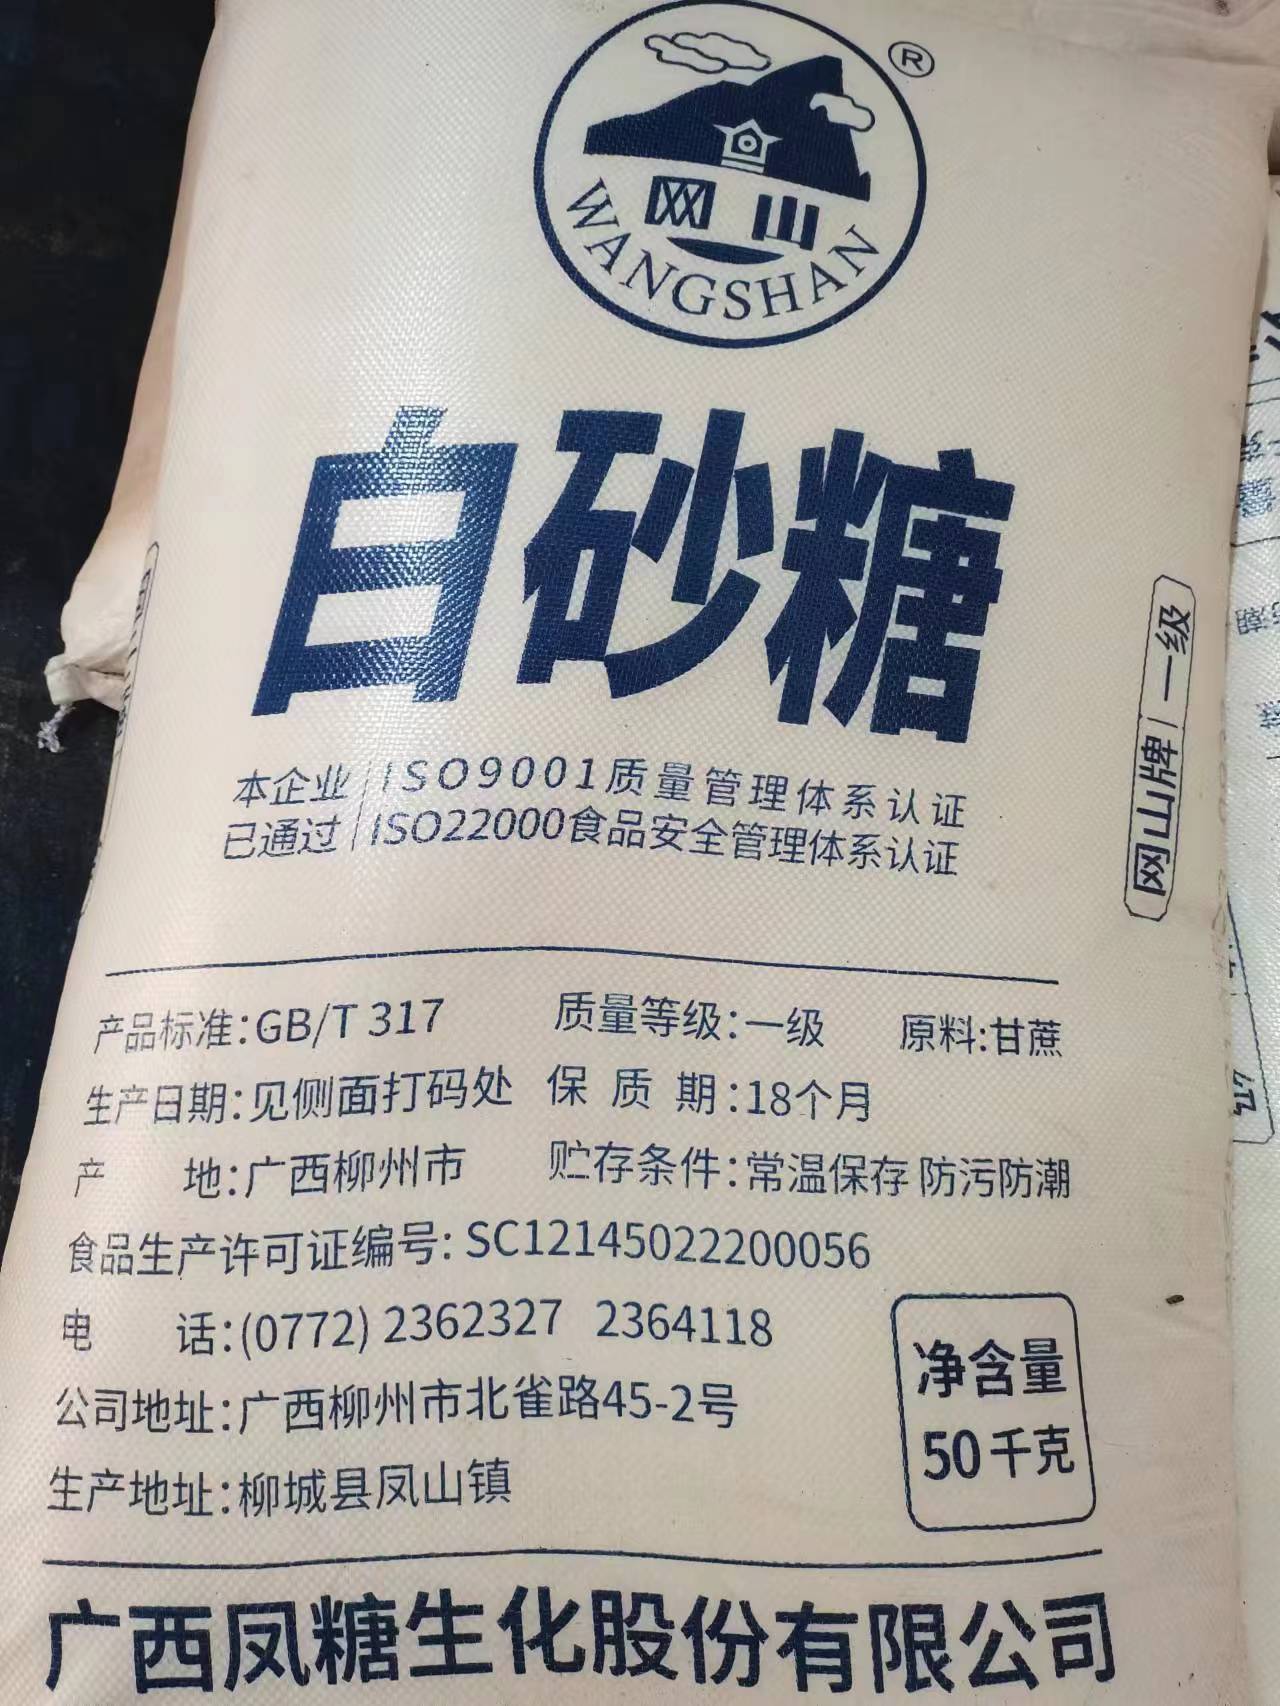 ®
网山
WANGSHAN
白砂糖
本企业 ISO9001质量管理体系认证
已通过 ISO22000食品安全管理体系认证
网山牌 一级
产品标准:GB/T 317 质量等级:一级 原料:甘蔗
生产日期:见侧面打码处 保质期:18个月
产地:广西柳州市 贮存条件:常温保存 防污防潮
食品生产许可证编号:SC12145022200056
电话:(0772) 2362327 2364118
公司地址:广西柳州市北雀路45-2号
生产地址:柳城县凤山镇
净含量
50千克
广西凤糖生化股份有限公司